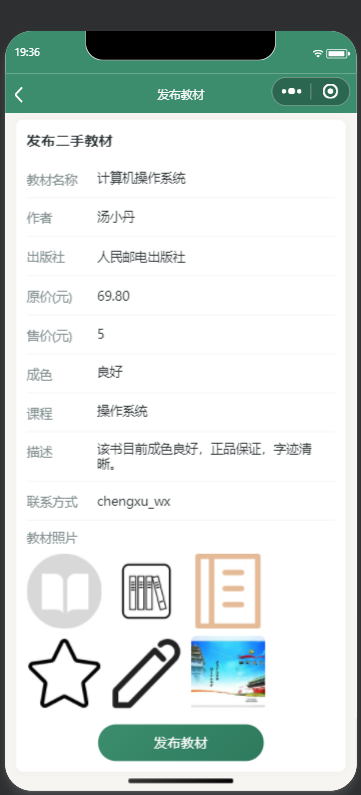 19:36
发布教材
发布二手教材
教材名称 计算机操作系统
作者 汤小丹
出版社 人民邮电出版社
原价(元) 69.80
售价(元) 5
成色 良好
课程 操作系统
描述 该书目前成色良好，正品保证，字迹清
晰。
联系方式 chengxu_wx
教材照片
发布教材